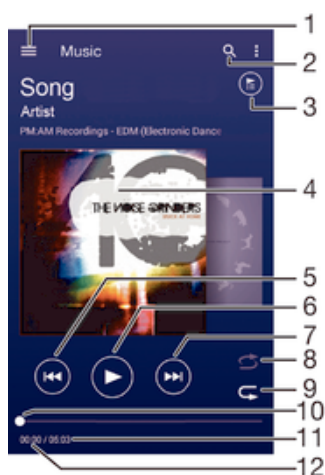 1
Music
2
Song
Artist
3
PM:AM Recordings - EDM (Electronic Dance
4
THE NOISE GRINDERS
5
6
7
8
9
10
00:00 / 05:03
11
12